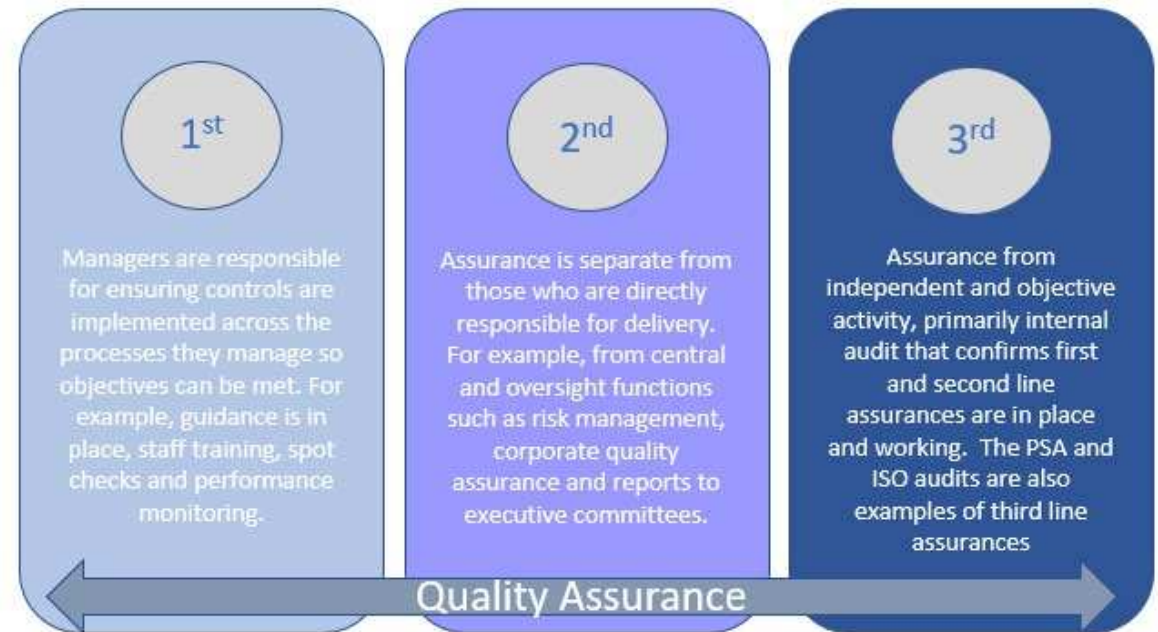 1st
Managers are responsible
for ensuring controls are
implemented across the
processes they manage so
objectives can be met. For
example, guidance is in
place, staff training, spot
checks and performance
monitoring.
2nd
Assurance is separate from
those who are directly
responsible for delivery.
For example, from central
and oversight functions
such as risk management,
corporate quality
assurance and reports to
executive committees.
3rd
Assurance from
independent and objective
activity, primarily internal
audit that confirms first
and second line
assurances are in place
and working. The PSA and
ISO audits are also
examples of third line
assurances
Quality Assurance